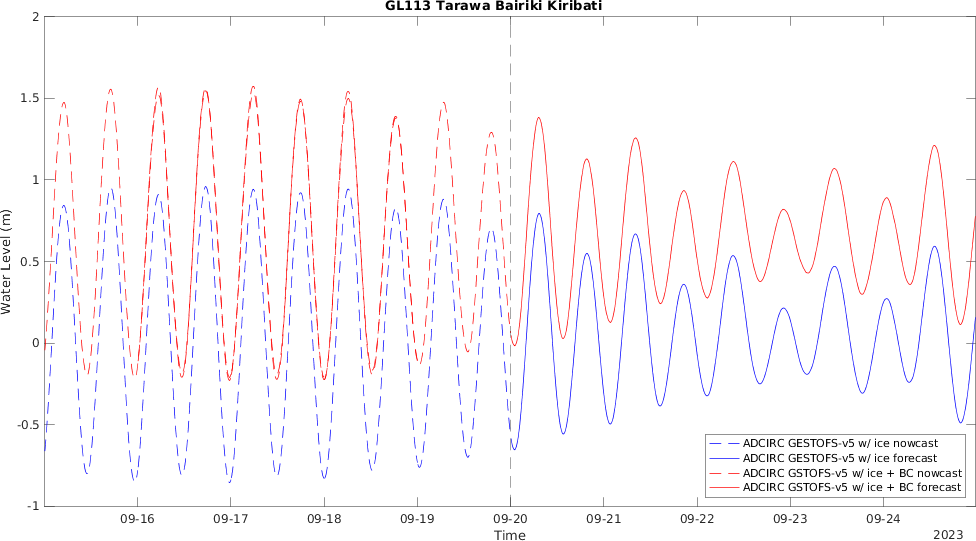 GL113 Tarawa Bairiki Kiribati
2
1.5
1
0.5
0
-0.5
-1
Water Level (m)
ADCIRC GESTOFS-v5 w/ ice nowcast
ADCIRC GESTOFS-v5 w/ ice forecast
ADCIRC GSTOFS-v5 w/ ice + BC nowcast
ADCIRC GSTOFS-v5 w/ ice + BC forecast
09-16 09-17 09-18 09-19 09-20 09-21 09-22 09-23 09-24
Time
2023